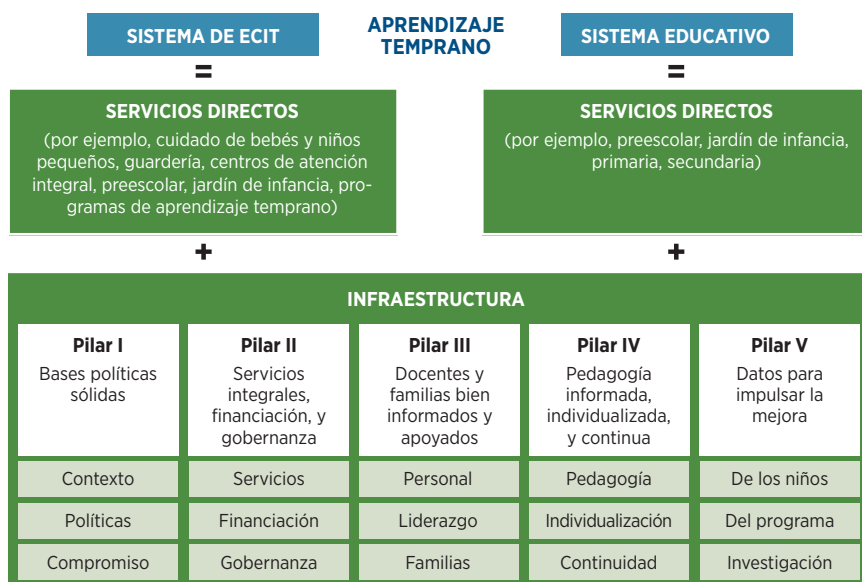 SISTEMA DE ECIT
APRENDIZAJE
TEMPRANO
SISTEMA EDUCATIVO
=
=
SERVICIOS DIRECTOS
(por ejemplo, cuidado de bebés y niños
pequeños, guardería, centros de atención
integral, preescolar, jardín de infancia, pro-
gramas de aprendizaje temprano)
SERVICIOS DIRECTOS
(por ejemplo, preescolar, jardín de infancia,
primaria, secundaria)
+
+
INFRAESTRUCTURA
Pilar I
Bases políticas
sólidas
Contexto
Políticas
Compromiso
Pilar II
Servicios
integrales,
financiación, y
gobernanza
Servicios
Financiación
Gobernanza
Pilar III
Docentes y
familias bien
informados y
apoyados
Personal
Liderazgo
Familias
Pilar IV
Pedagogía
informada,
individualizada,
y continua
Pedagogía
Individualización
Continuidad
Pilar V
Datos para
impulsar la
mejora
De los niños
Del programa
Investigación